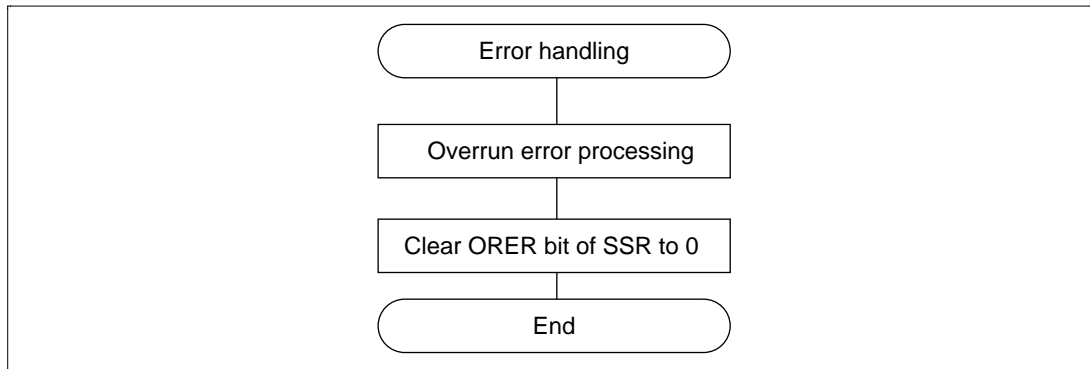 Error handling
Overrun error processing
Clear ORER bit of SSR to 0
End